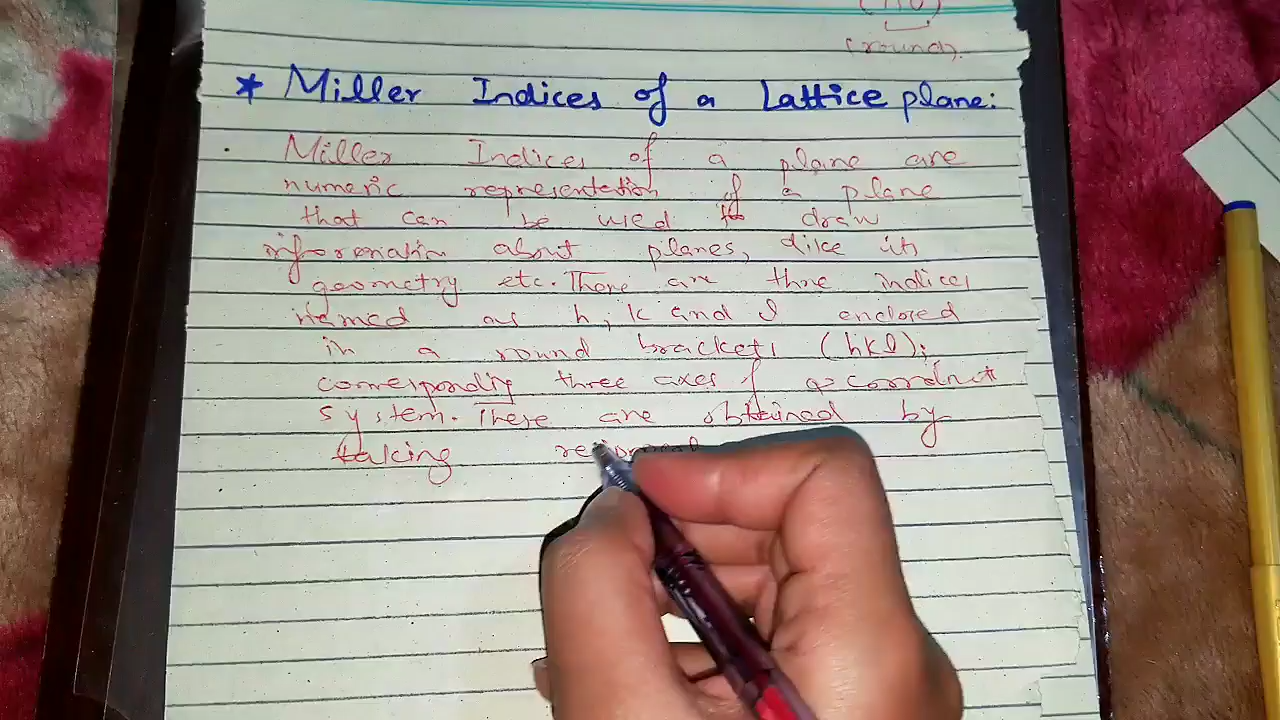 (round).
* Miller Indices of a Lattice plane:
Miller Indices of a plane are
numeric representation of a plane
that can be used to draw
information about planes, like its
geometry etc. There are three indices
named as h, k and l enclosed
in a round brackets (hkl);
corresponding three axes of a coordinate
system. These are obtained by
taking